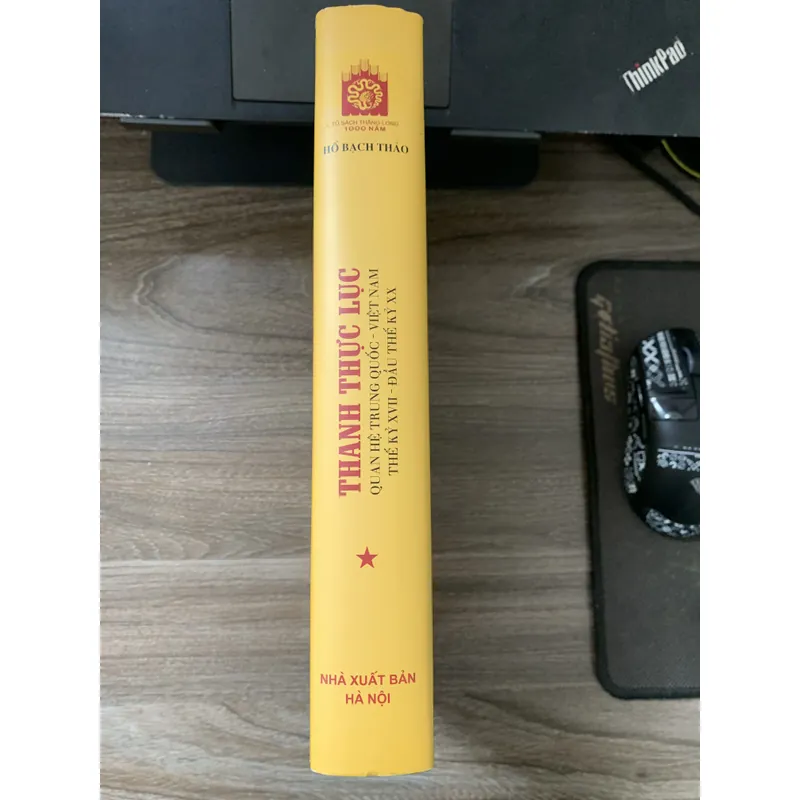 TỦ SÁCH THĂNG LONG
1000 NĂM
HỒ BẠCH THẢO
THANH THỰC LỤC
QUAN HỆ TRUNG QUỐC - VIỆT NAM
THẾ KỶ XVII - ĐẦU THẾ KỶ XX
NHÀ XUẤT BẢN
HÀ NỘI
ThinkPad